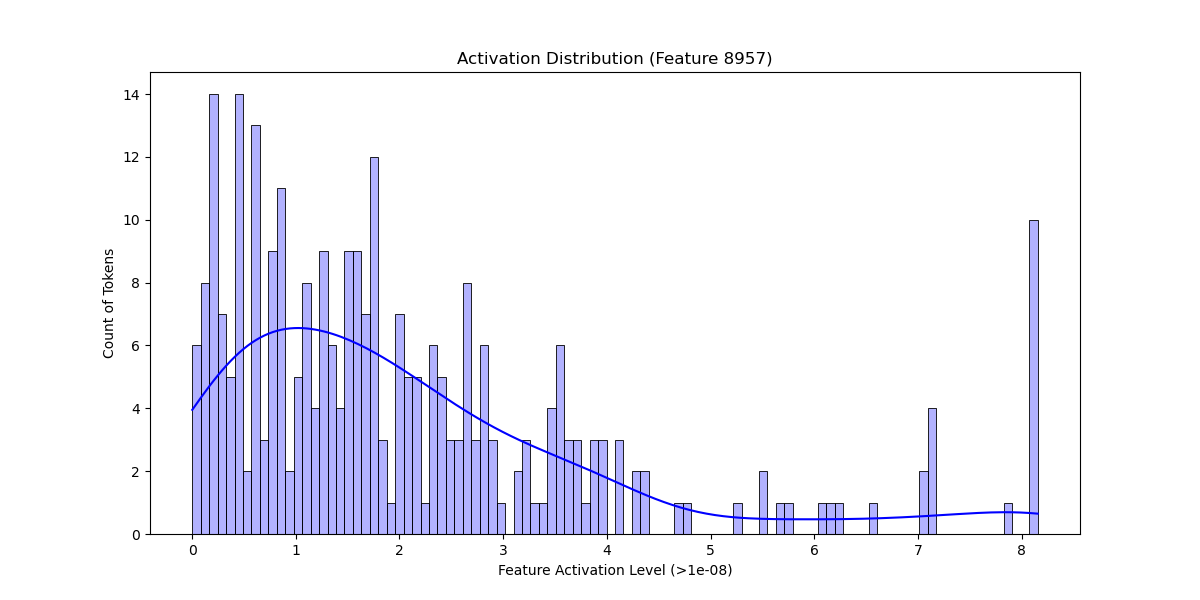 Activation Distribution (Feature 8957)
14
12
10
8
6
4
2
0
Count of Tokens
0 1 2 3 4 5 6 7 8
Feature Activation Level (>1e-08)